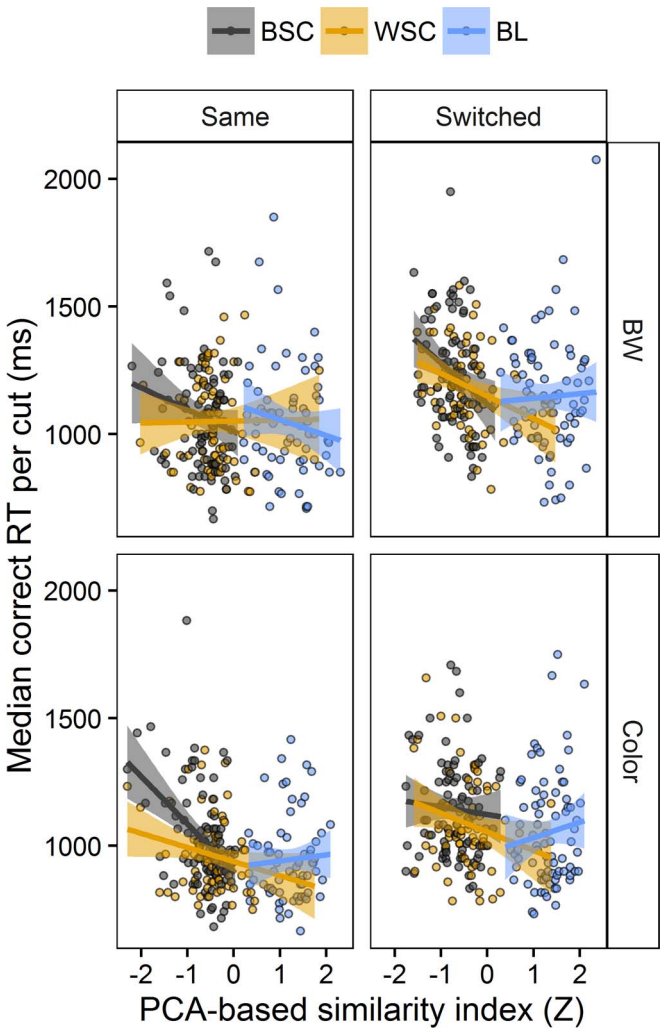 BSC WSC BL
Same Switched
2000
1500
1000
BW
2000
1500
1000
Color
Median correct RT per cut (ms)
-2 -1 0 1 2 -2 -1 0 1 2
PCA-based similarity index (Z)